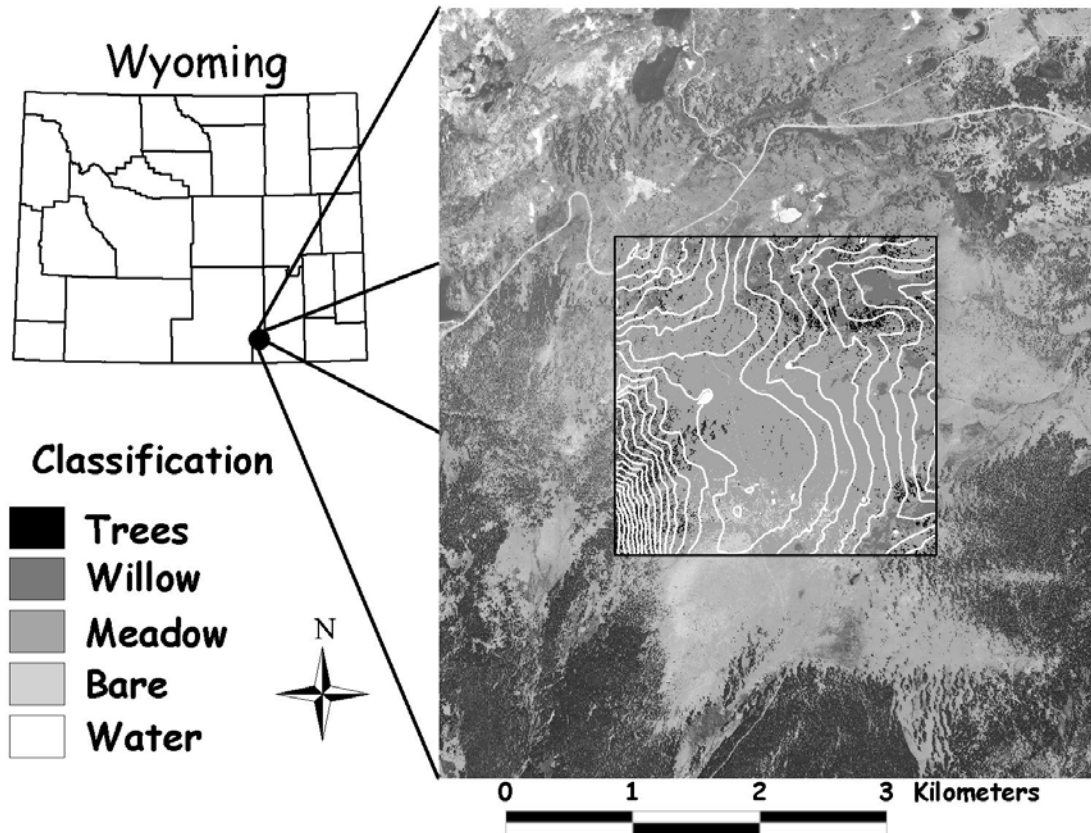 Wyoming
Classification
Trees
Willow
Meadow
Bare
Water
N
0 1 2 3 Kilometers